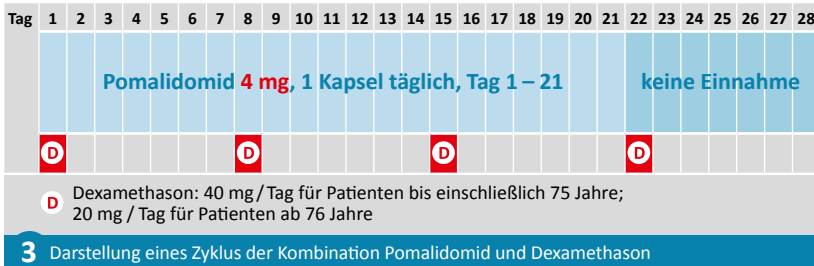 Tag 1 2 3 4 5 6 7 8 9 10 11 12 13 14 15 16 17 18 19 20 21 22 23 24 25 26 27 28
Pomalidomid 4 mg, 1 Kapsel täglich, Tag 1 – 21 keine Einnahme
D D D D
D Dexamethason: 40 mg / Tag für Patienten bis einschließlich 75 Jahre;
20 mg / Tag für Patienten ab 76 Jahre
3 Darstellung eines Zyklus der Kombination Pomalidomid und Dexamethason